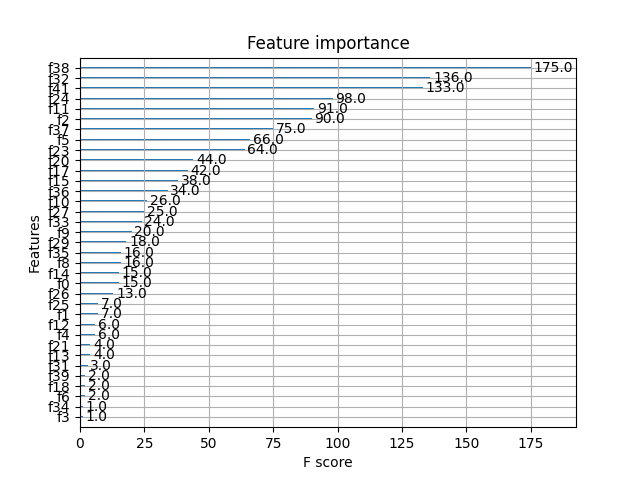 Feature importance
f38 175.0
f32 136.0
f41 133.0
f24 98.0
f11 91.0
f2 90.0
f37 75.0
f5 66.0
f23 64.0
f20 44.0
f17 42.0
f15 38.0
f36 34.0
f10 26.0
f27 25.0
f33 24.0
f9 20.0
f29 18.0
f35 16.0
f8 16.0
f14 15.0
f0 15.0
f26 13.0
f25 7.0
f1 7.0
f12 6.0
f4 6.0
f21 4.0
f13 4.0
f31 3.0
f39 2.0
f18 2.0
f6 2.0
f34 1.0
f3 1.0
Features
0 25 50 75 100 125 150 175
F score